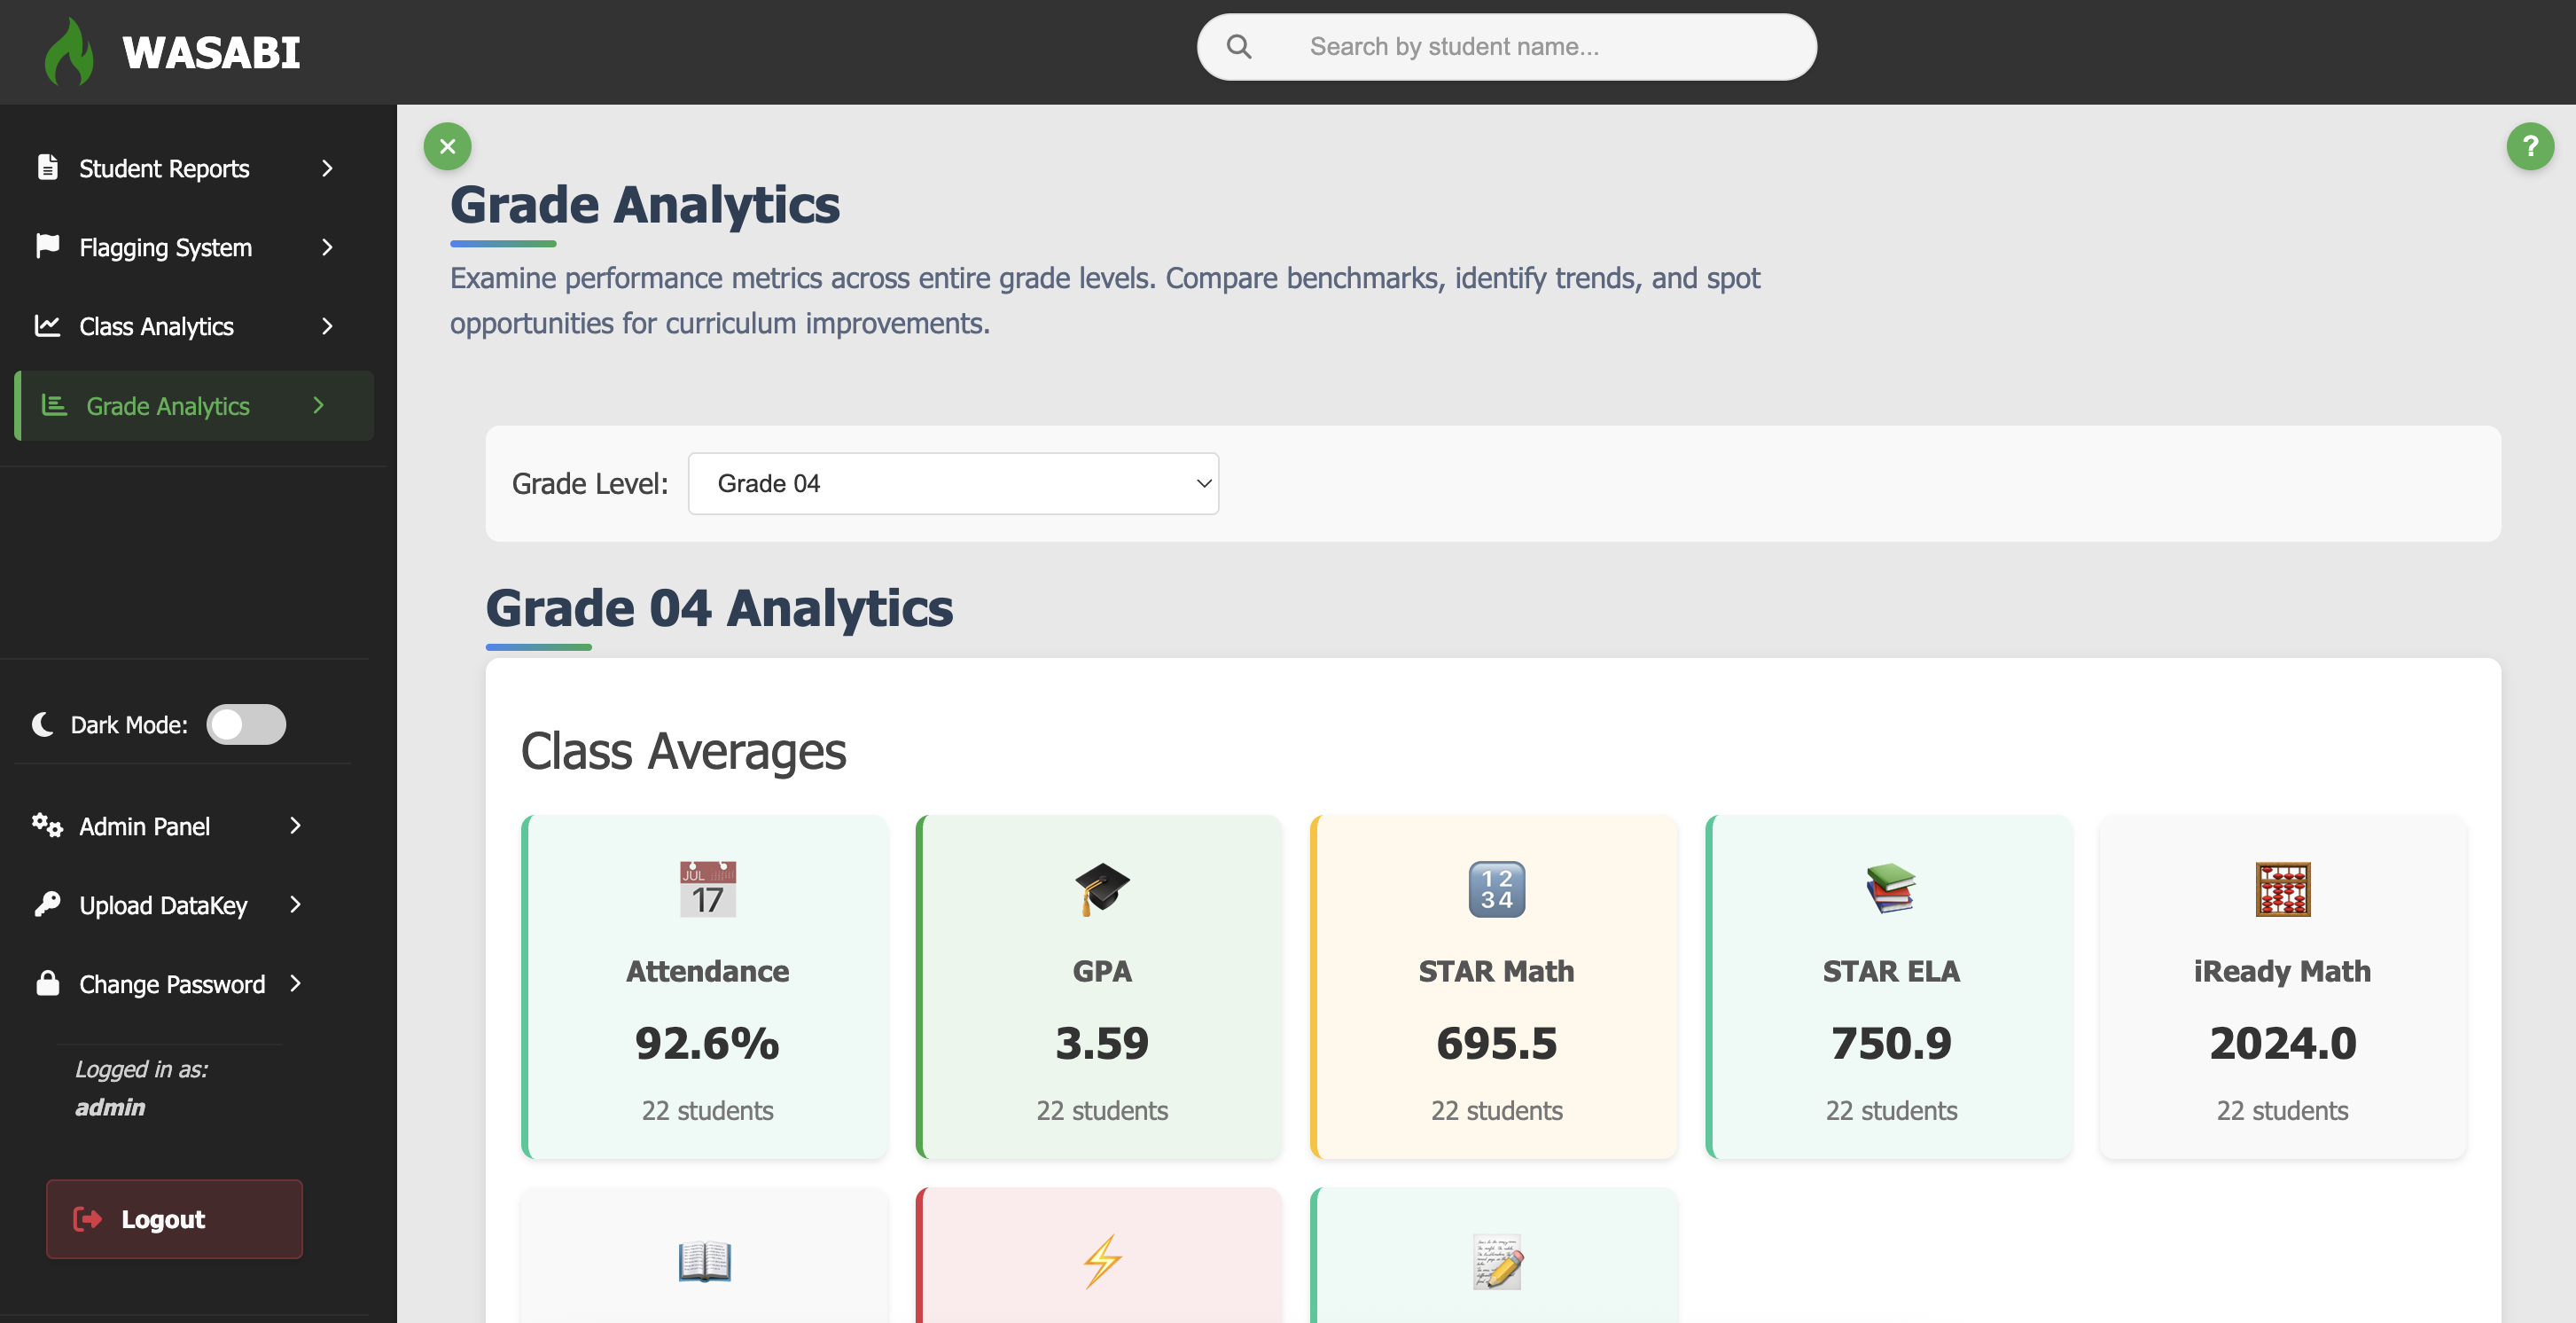 WASABI
Search by student name...
Student Reports
Flagging System
Class Analytics
Grade Analytics
Dark Mode:
Admin Panel
Upload DataKey
Change Password
Logged in as:
admin
Logout
?
Grade Analytics
Examine performance metrics across entire grade levels. Compare benchmarks, identify trends, and spot
opportunities for curriculum improvements.
Grade Level:
Grade 04
Grade 04 Analytics
Class Averages
JUL
17
Attendance
92.6%
22 students
GPA
3.59
22 students
1 2
3 4
STAR Math
695.5
22 students
STAR ELA
750.9
22 students
iReady Math
2024.0
22 students